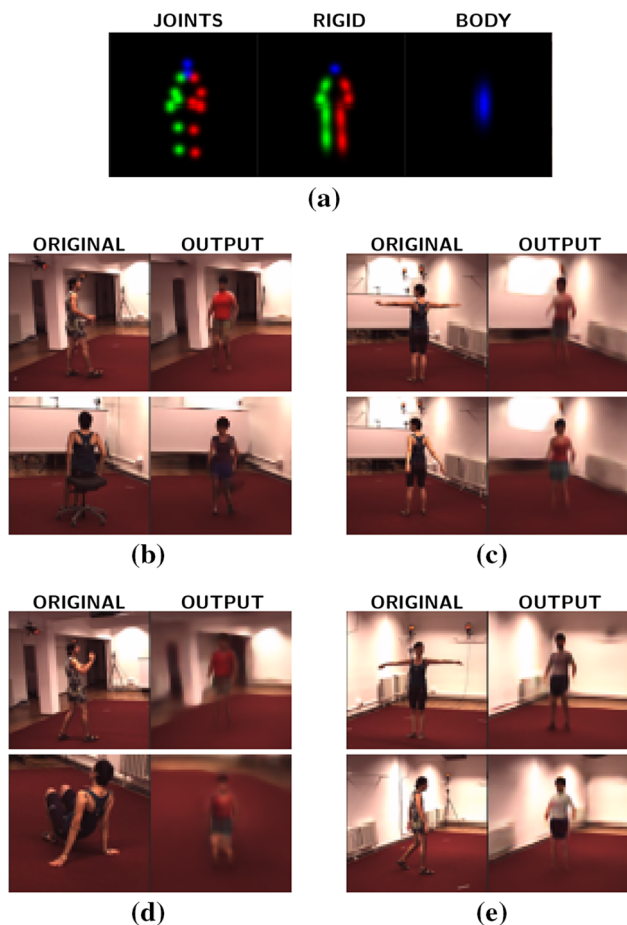 JOINTS RIGID BODY
(a)
ORIGINAL OUTPUT ORIGINAL OUTPUT
(b) (c)
ORIGINAL OUTPUT ORIGINAL OUTPUT
(d) (e)